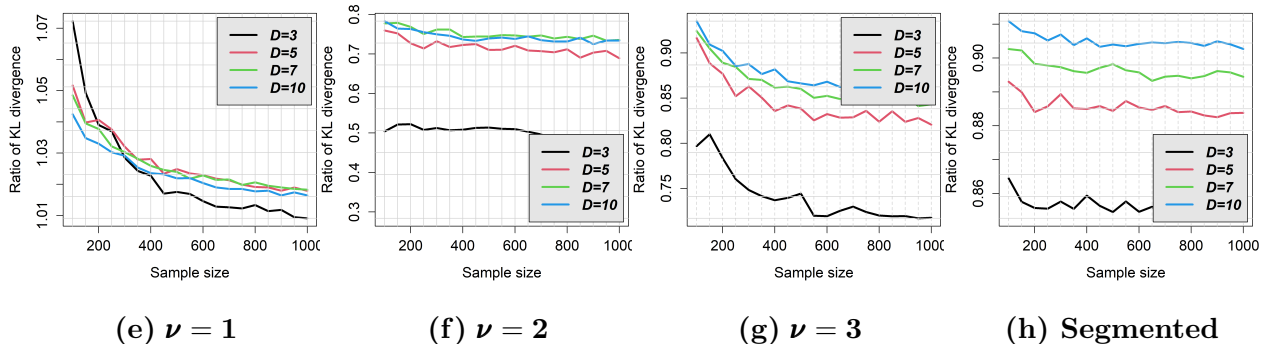 Ratio of KL divergence
1.01 1.03 1.05 1.07
D=3
D=5
D=7
D=10
200 400 600 800 1000
Sample size
(e) ν = 1
Ratio of KL divergence
0.3 0.4 0.5 0.6 0.7 0.8
D=3
D=5
D=7
D=10
200 400 600 800 1000
Sample size
(f) ν = 2
Ratio of KL divergence
0.75 0.80 0.85 0.90
D=3
D=5
D=7
D=10
200 400 600 800 1000
Sample size
(g) ν = 3
Ratio of KL divergence
0.86 0.88 0.90
D=3
D=5
D=7
D=10
200 400 600 800 1000
Sample size
(h) Segmented